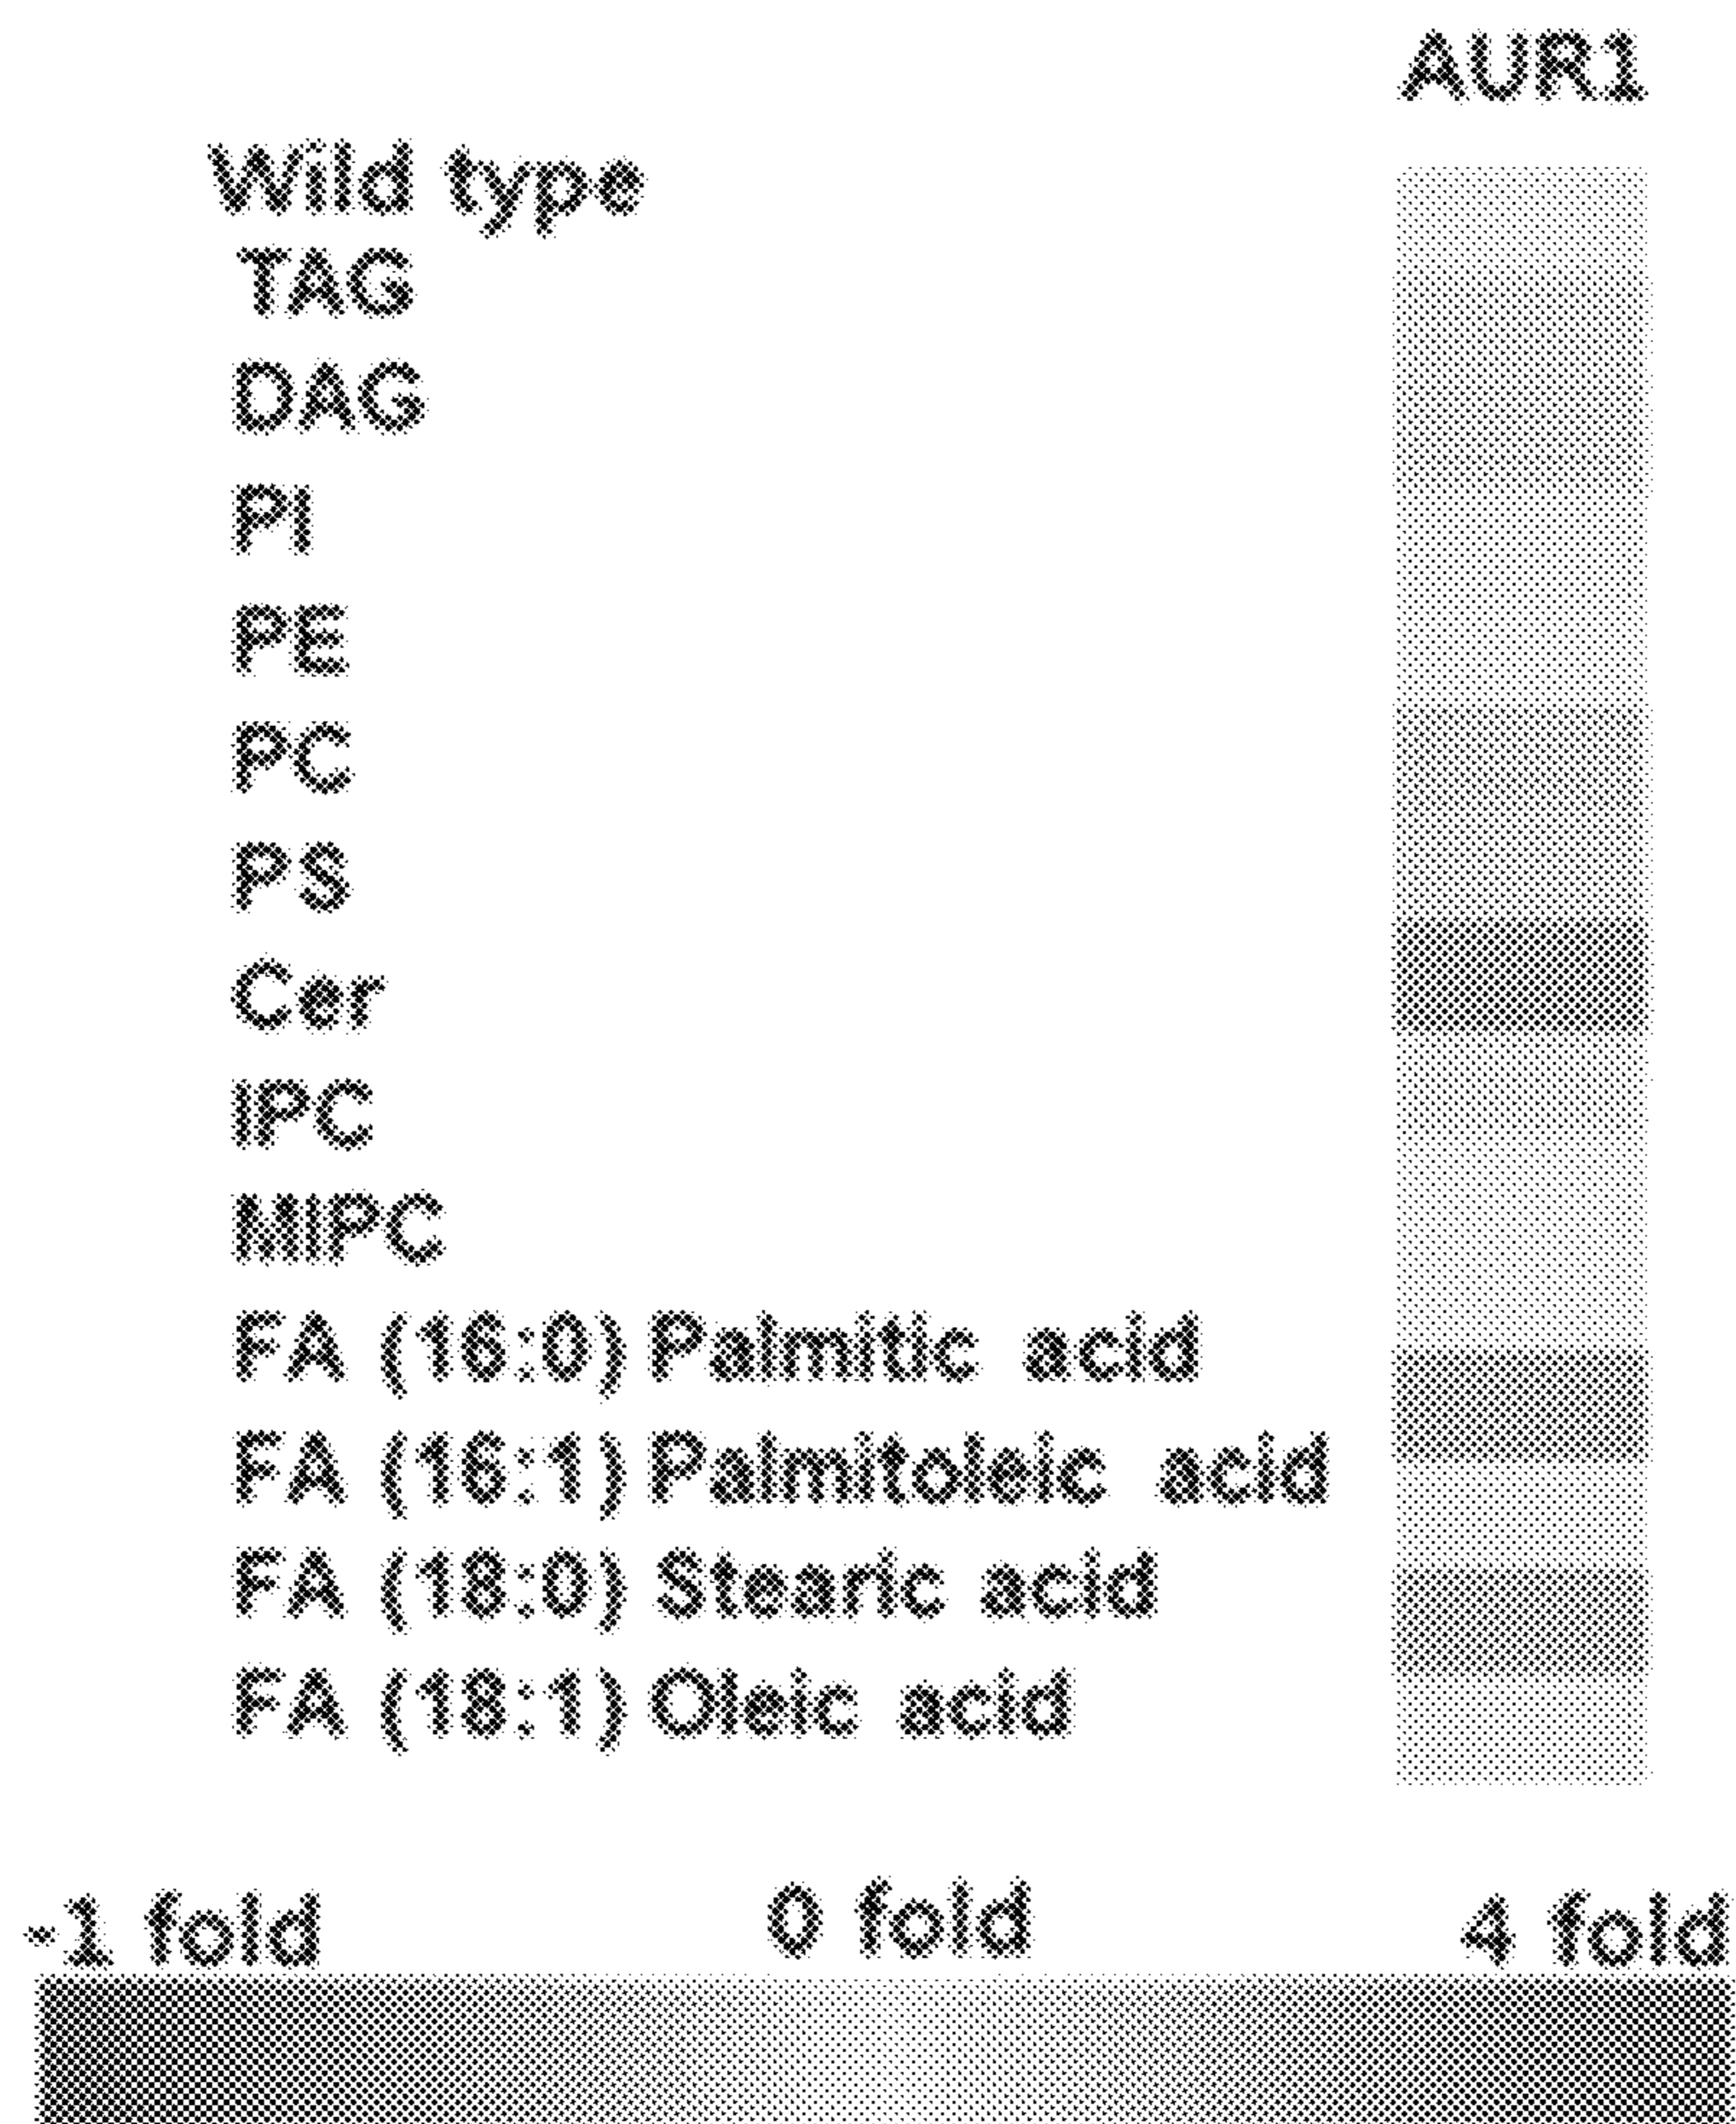 AUR1
Wild type
TAG
DAG
PI
PE
PC
PS
Cer
IPC
MIPC
FA (16:0) Palmitic acid
FA (16:1) Palmitoleic acid
FA (18:0) Stearic acid
FA (18:1) Oleic acid
-1 fold 0 fold 4 fold